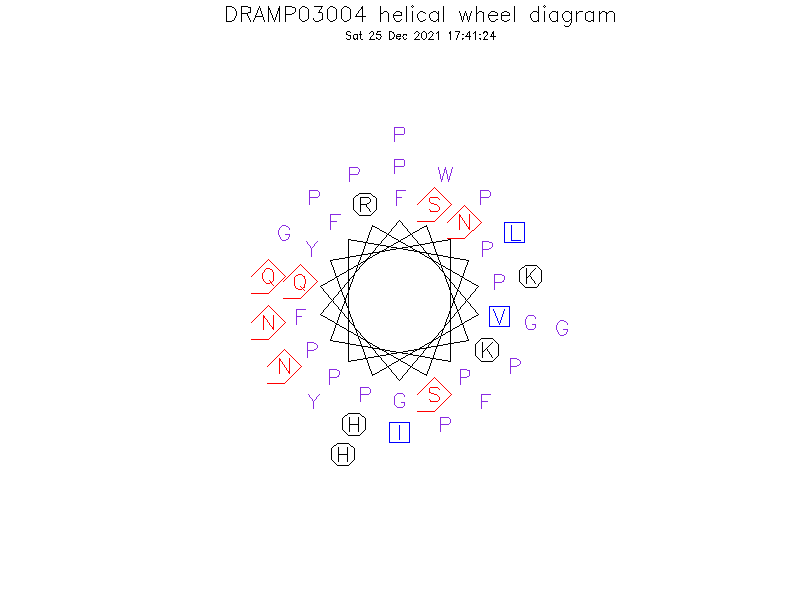 DRAMP03004 helical wheel diagram
Sat 25 Dec 2021 17:41:24
P
P
P W
P F P
R S
F N L
G Y P
Q Q P K
N F V G G
P K
N P P P
Y P G S F
H I P
H